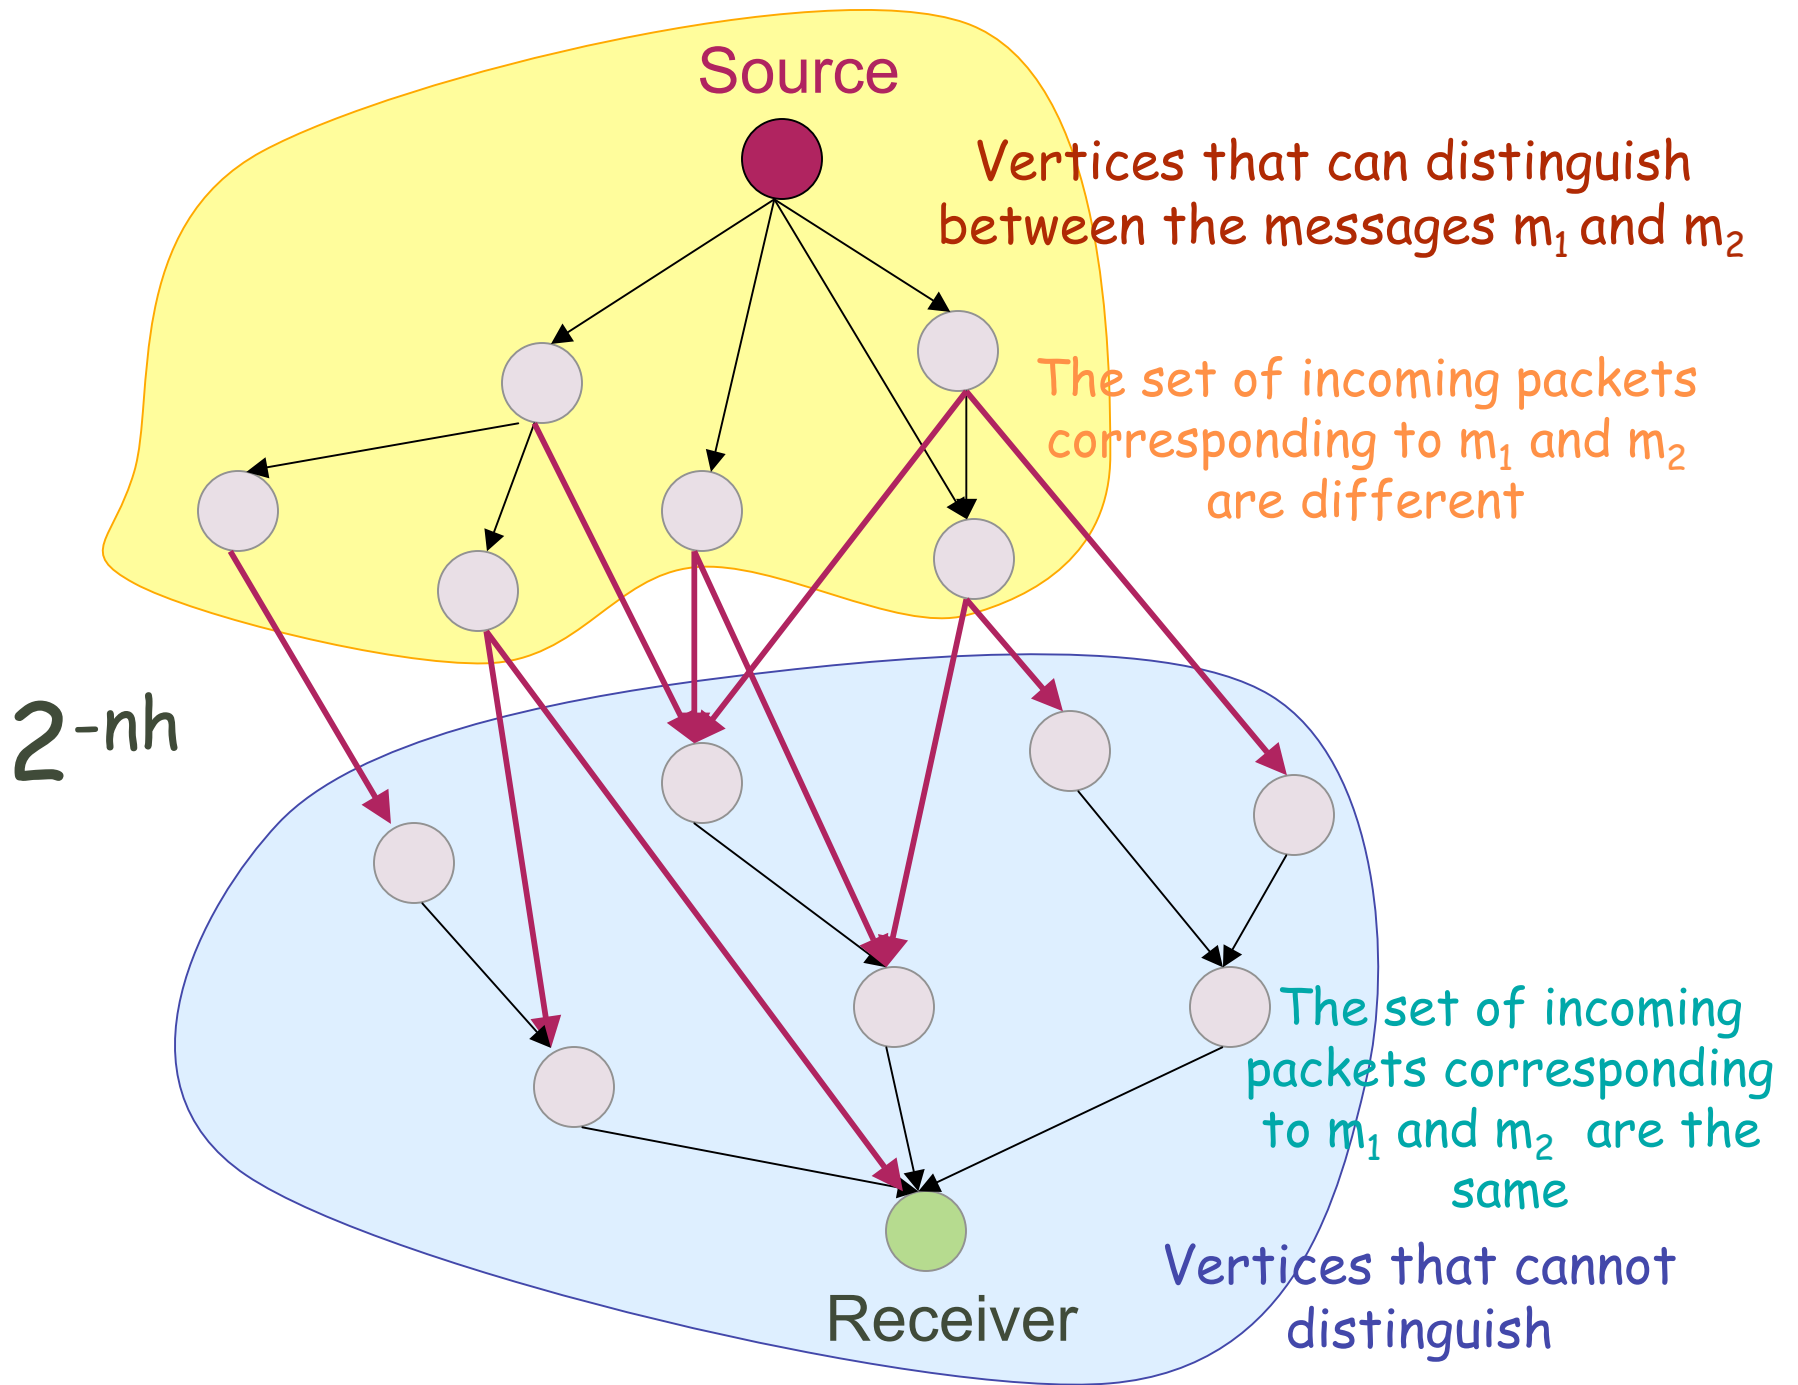 Source
Vertices that can distinguish
between the messages m1 and m2
The set of incoming packets
corresponding to m1 and m2
are different
2-nh
The set of incoming
packets corresponding
to m1 and m2 are the
same
Vertices that cannot
distinguish
Receiver